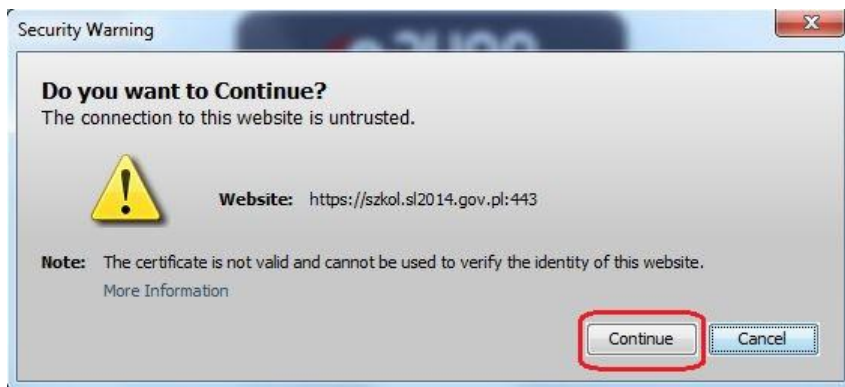 Security Warning
Do you want to Continue?
The connection to this website is untrusted.
Website: https://szkol.sl2014.gov.pl:443
Note: The certificate is not valid and cannot be used to verify the identity of this website.
More Information
Continue Cancel